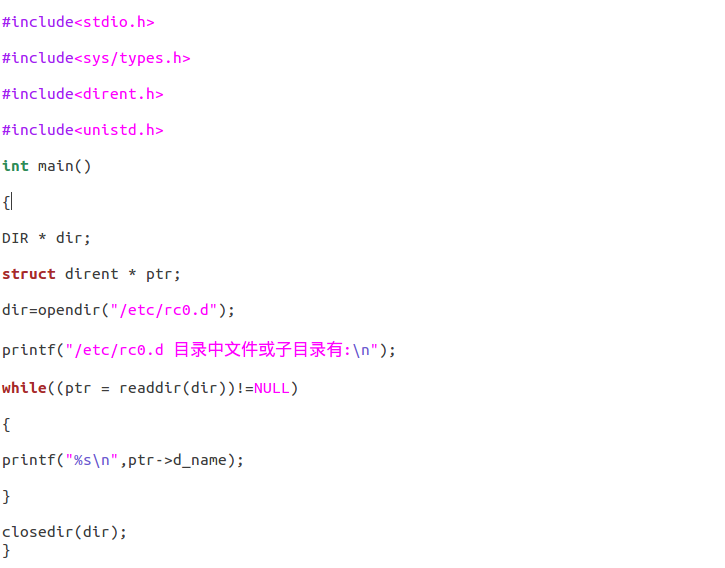 #include<stdio.h>
#include<sys/types.h>
#include<dirent.h>
#include<unistd.h>
int main()
{
DIR * dir;
struct dirent * ptr;
dir=opendir("/etc/rc0.d");
printf("/etc/rc0.d 目录中文件或子目录有:\n");
while((ptr = readdir(dir))!=NULL)
{
printf("%s\n",ptr->d_name);
}
closedir(dir);
}